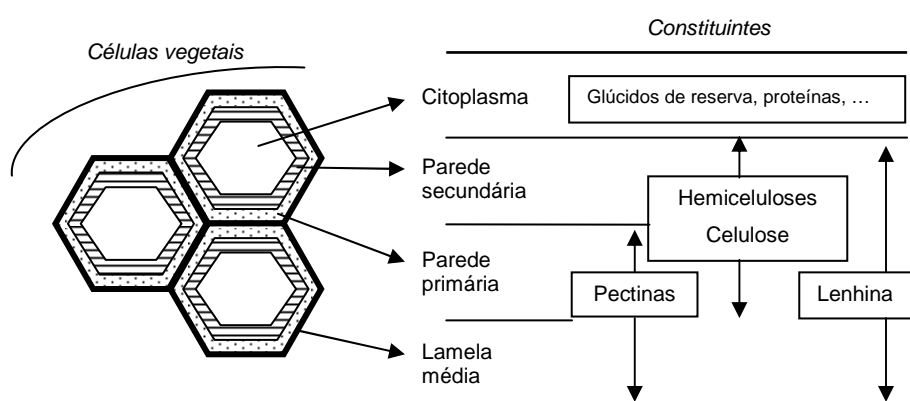 Constituintes
Células vegetais
Citoplasma
Glúcidos de reserva, proteínas, …
Parede
secundária
Hemiceluloses
Celulose
Parede
primária
Pectinas
Lenhina
Lamela
média